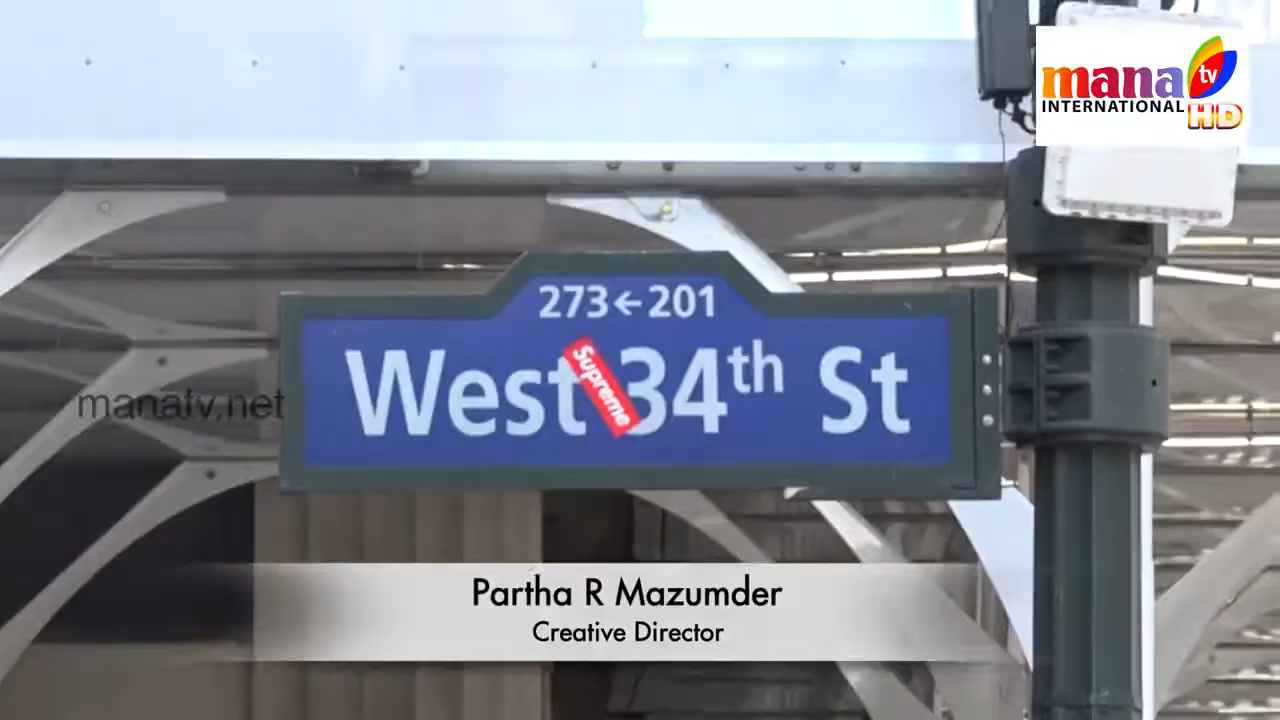 mana tv
INTERNATIONAL HD
273←201
West 34th St
Supreme
manatv.net
Partha R Mazumder
Creative Director